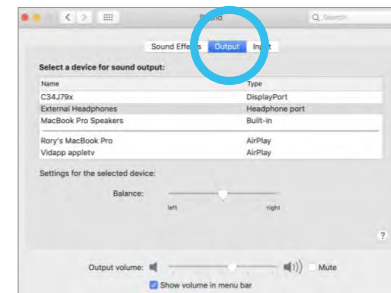 Sound
Search
Sound Effects Output Input
Select a device for sound output:
Name Type
C34J79x DisplayPort
External Headphones Headphone port
MacBook Pro Speakers Built-in
Rory's MacBook Pro AirPlay
Vidapp appletv AirPlay
Settings for the selected device:
Balance:
left right
?
Output volume: Mute
Show volume in menu bar